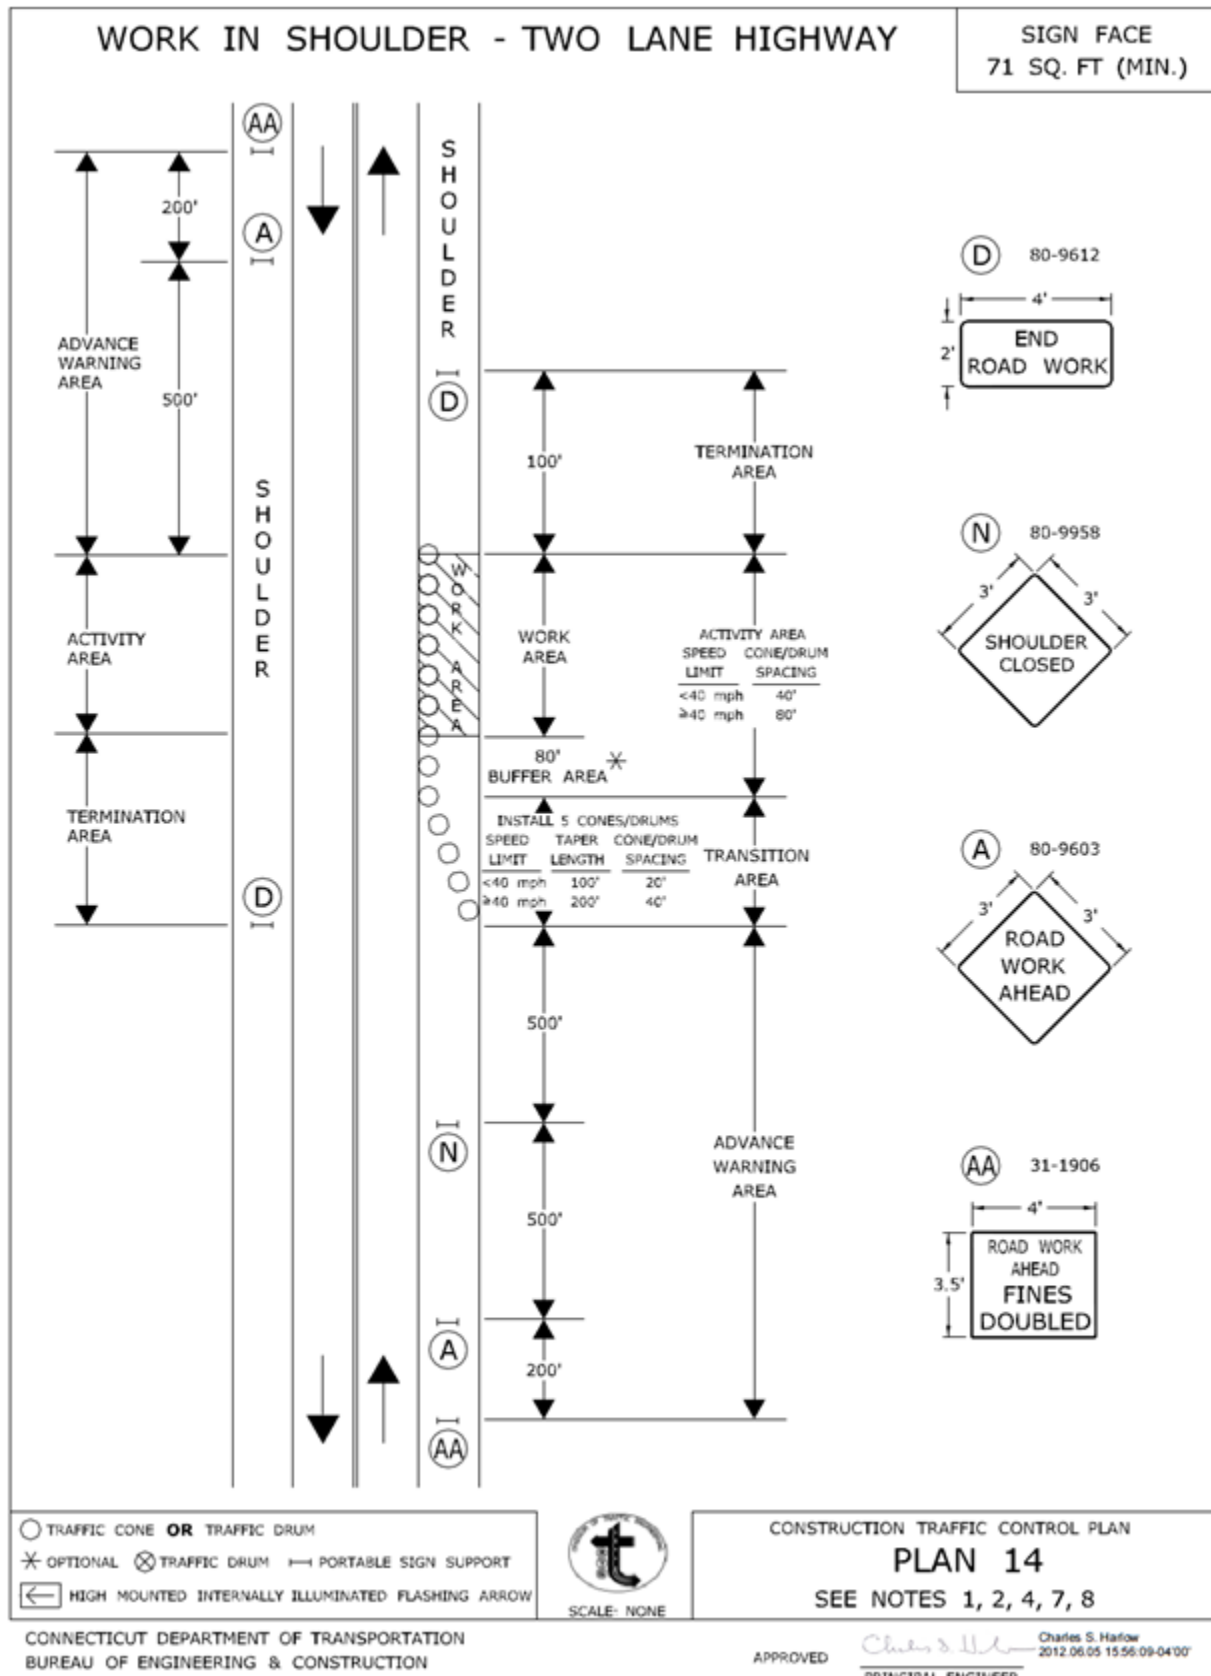 WORK IN SHOULDER - TWO LANE HIGHWAY
SIGN FACE
71 SQ. FT (MIN.)
AA
200'
A
500'
ADVANCE
WARNING
AREA
ACTIVITY
AREA
TERMINATION
AREA
SHOULDER
D
SHOULDER
D
100'
TERMINATION
AREA
WORK AREA
WORK
AREA
ACTIVITY AREA
SPEED CONE/DRUM
LIMIT SPACING
<40 mph 40'
≥40 mph 80'
80'
BUFFER AREA *
INSTALL 5 CONES/DRUMS
SPEED TAPER CONE/DRUM
LIMIT LENGTH SPACING
<40 mph 100' 20'
≥40 mph 200' 40'
TRANSITION
AREA
500'
N
500'
ADVANCE
WARNING
AREA
A
200'
AA
D 80-9612
4'
2'
END
ROAD WORK
N 80-9958
3' 3'
SHOULDER
CLOSED
A 80-9603
3' 3'
ROAD
WORK
AHEAD
AA 31-1906
4'
3.5'
ROAD WORK
AHEAD
FINES
DOUBLED
TRAFFIC CONE OR TRAFFIC DRUM
* OPTIONAL TRAFFIC DRUM PORTABLE SIGN SUPPORT
HIGH MOUNTED INTERNALLY ILLUMINATED FLASHING ARROW
SCALE: NONE
CONSTRUCTION TRAFFIC CONTROL PLAN
PLAN 14
SEE NOTES 1, 2, 4, 7, 8
CONNECTICUT DEPARTMENT OF TRANSPORTATION
BUREAU OF ENGINEERING & CONSTRUCTION
APPROVED
Charles S. Harlow
2012.06.05 15:56:09-04'00'
PRINCIPAL ENGINEER